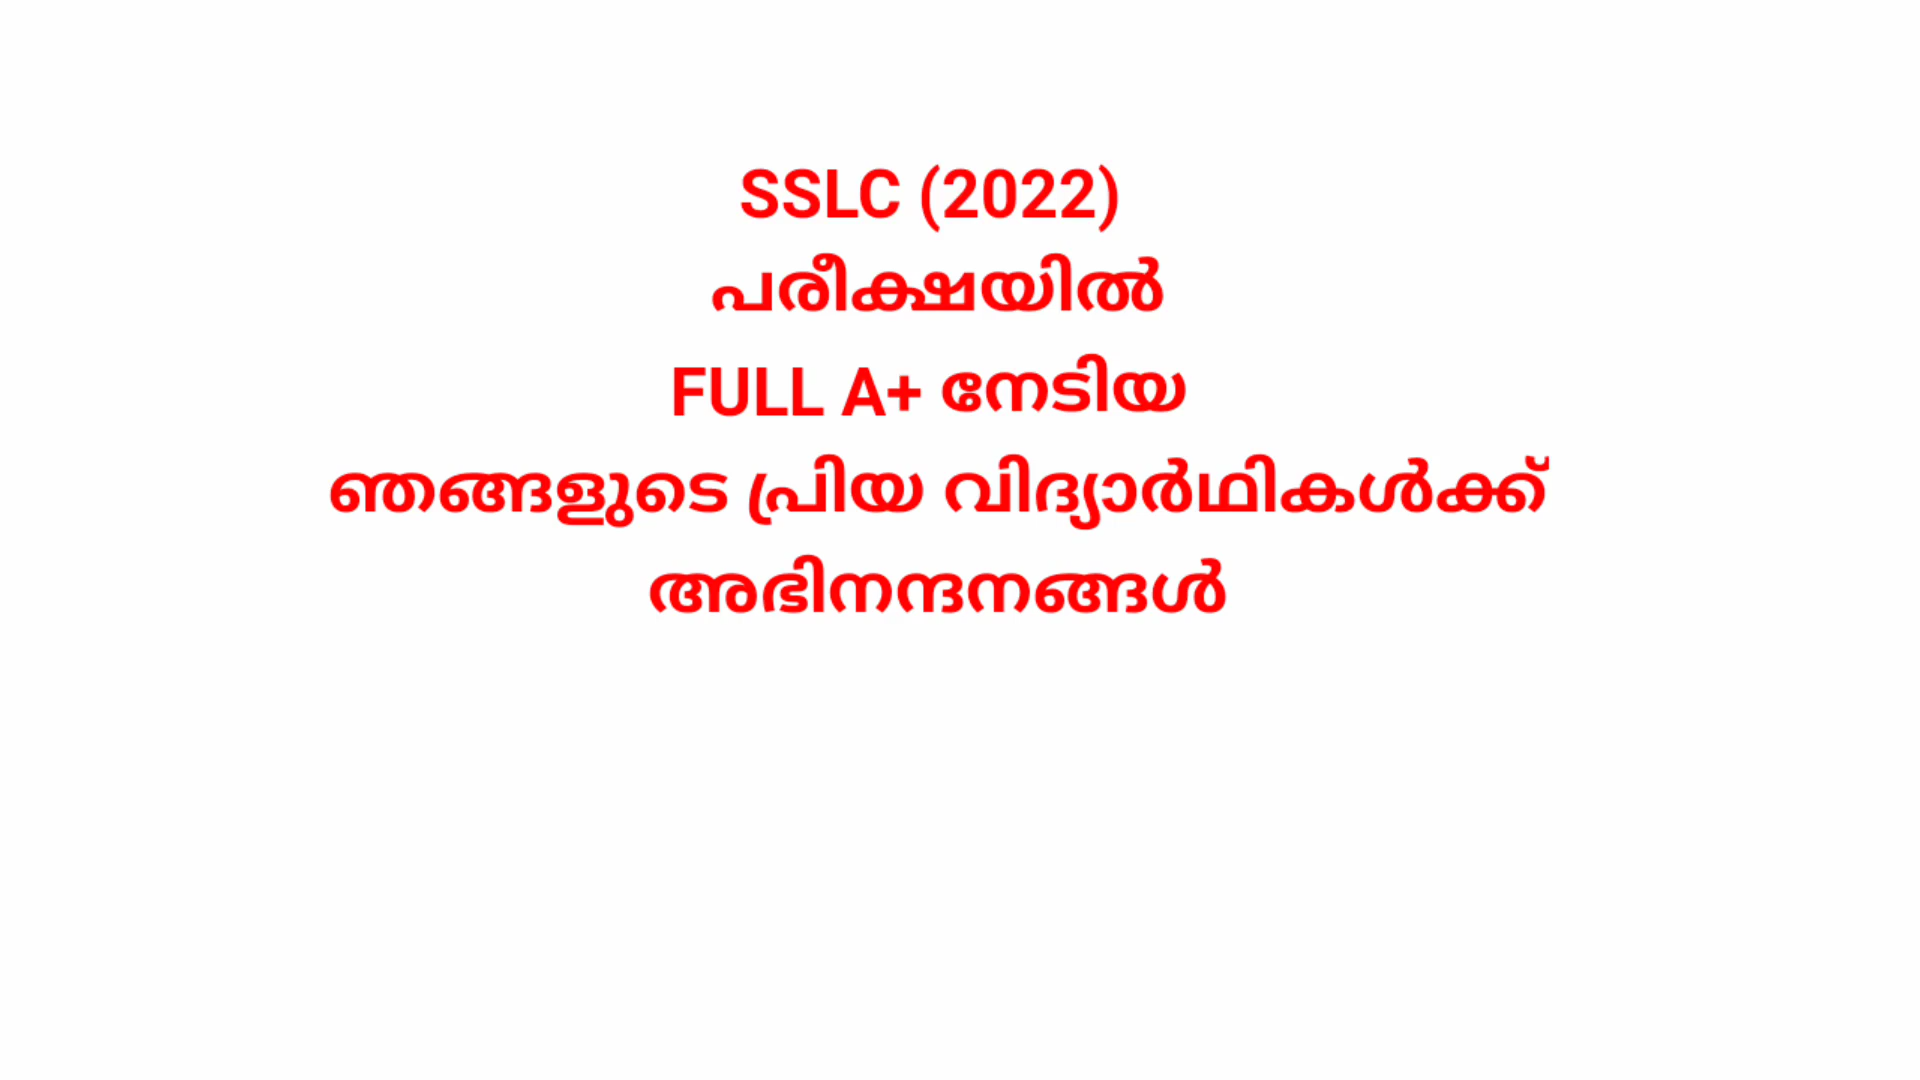 SSLC (2022)
പരീക്ഷയിൽ
FULL A+ നേടിയ
ഞങ്ങളുടെ പ്രിയ വിദ്യാർഥികൾക്ക്
അഭിനന്ദനങ്ങൾ